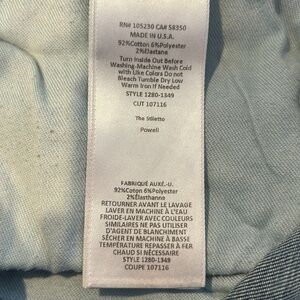 RN# 105230 CA# 58350
MADE IN U.S.A.
92%Cotton 6%Polyester
2%Elastane
Turn Inside Out Before
Washing-Machine Wash Cold
with Like Colors Do not
Bleach Tumble Dry Low
Warm Iron If Needed
STYLE 1280-1349
CUT 107116
The Stiletto
Powell
FABRIQUÉ AUXÉ.-U.
92%Coton 6%Polyester
2%Élasthanne
RETOURNER AVANT LE LAVAGE
LAVER EN MACHINE À L'EAU
FROIDE-LAVER AVEC COULEURS
SIMILAIRES NE PAS UTILISER
D'AGENT DE BLANCHIMENT
SÉCHER EN MACHINE À BASSE
TEMPÉRATURE REPASSER À FER
CHAUD SI NÉCESSAIRE
STYLE 1280-1349
COUPE 107116